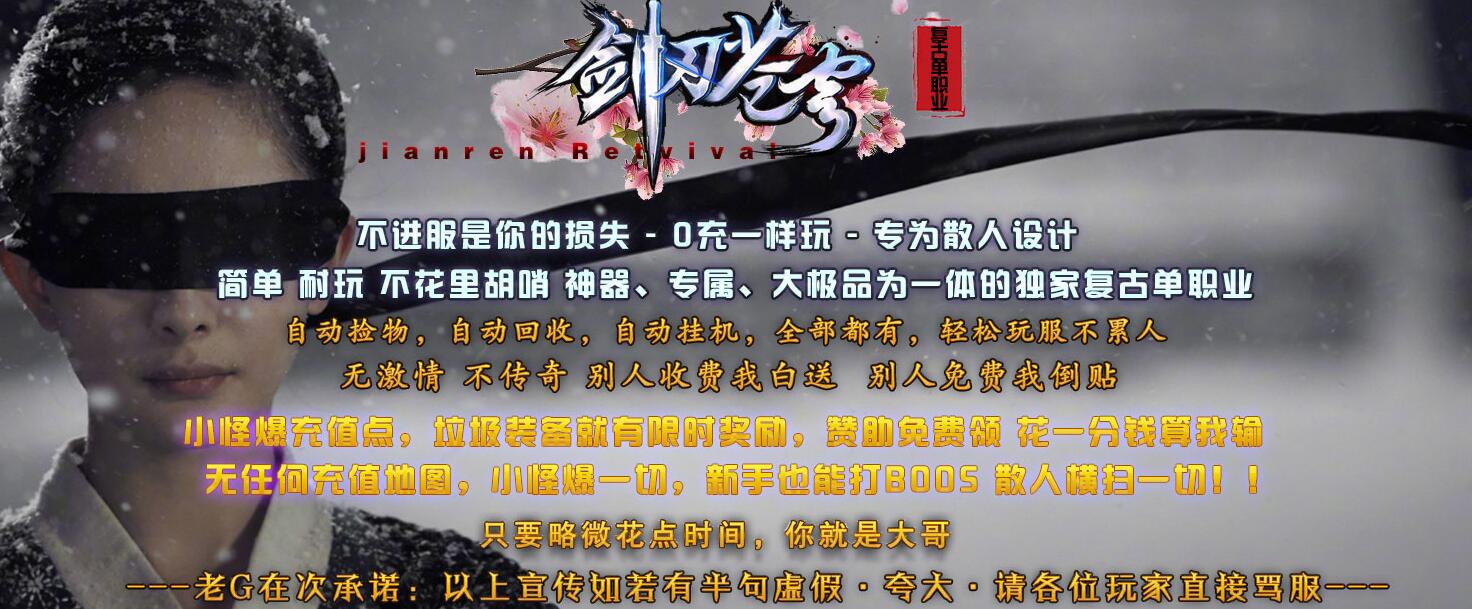 剑刃苍穹
复古单职业
jianren Retvival
不进服是你的损失 - 0充一样玩 - 专为散人设计
简单 耐玩 不花里胡哨 神器、专属、大极品为一体的独家复古单职业
自动捡物，自动回收，自动挂机，全部都有，轻松玩服不累人
无激情 不传奇 别人收费我白送 别人免费我倒贴
小怪爆充值点，垃圾装备就有限时奖励，赞助免费领 花一分钱算我输
无任何充值地图，小怪爆一切，新手也能打BOOS 散人横扫一切！！
只要略微花点时间，你就是大哥
---老G在次承诺：以上宣传如若有半句虚假·夸大·请各位玩家直接骂服---